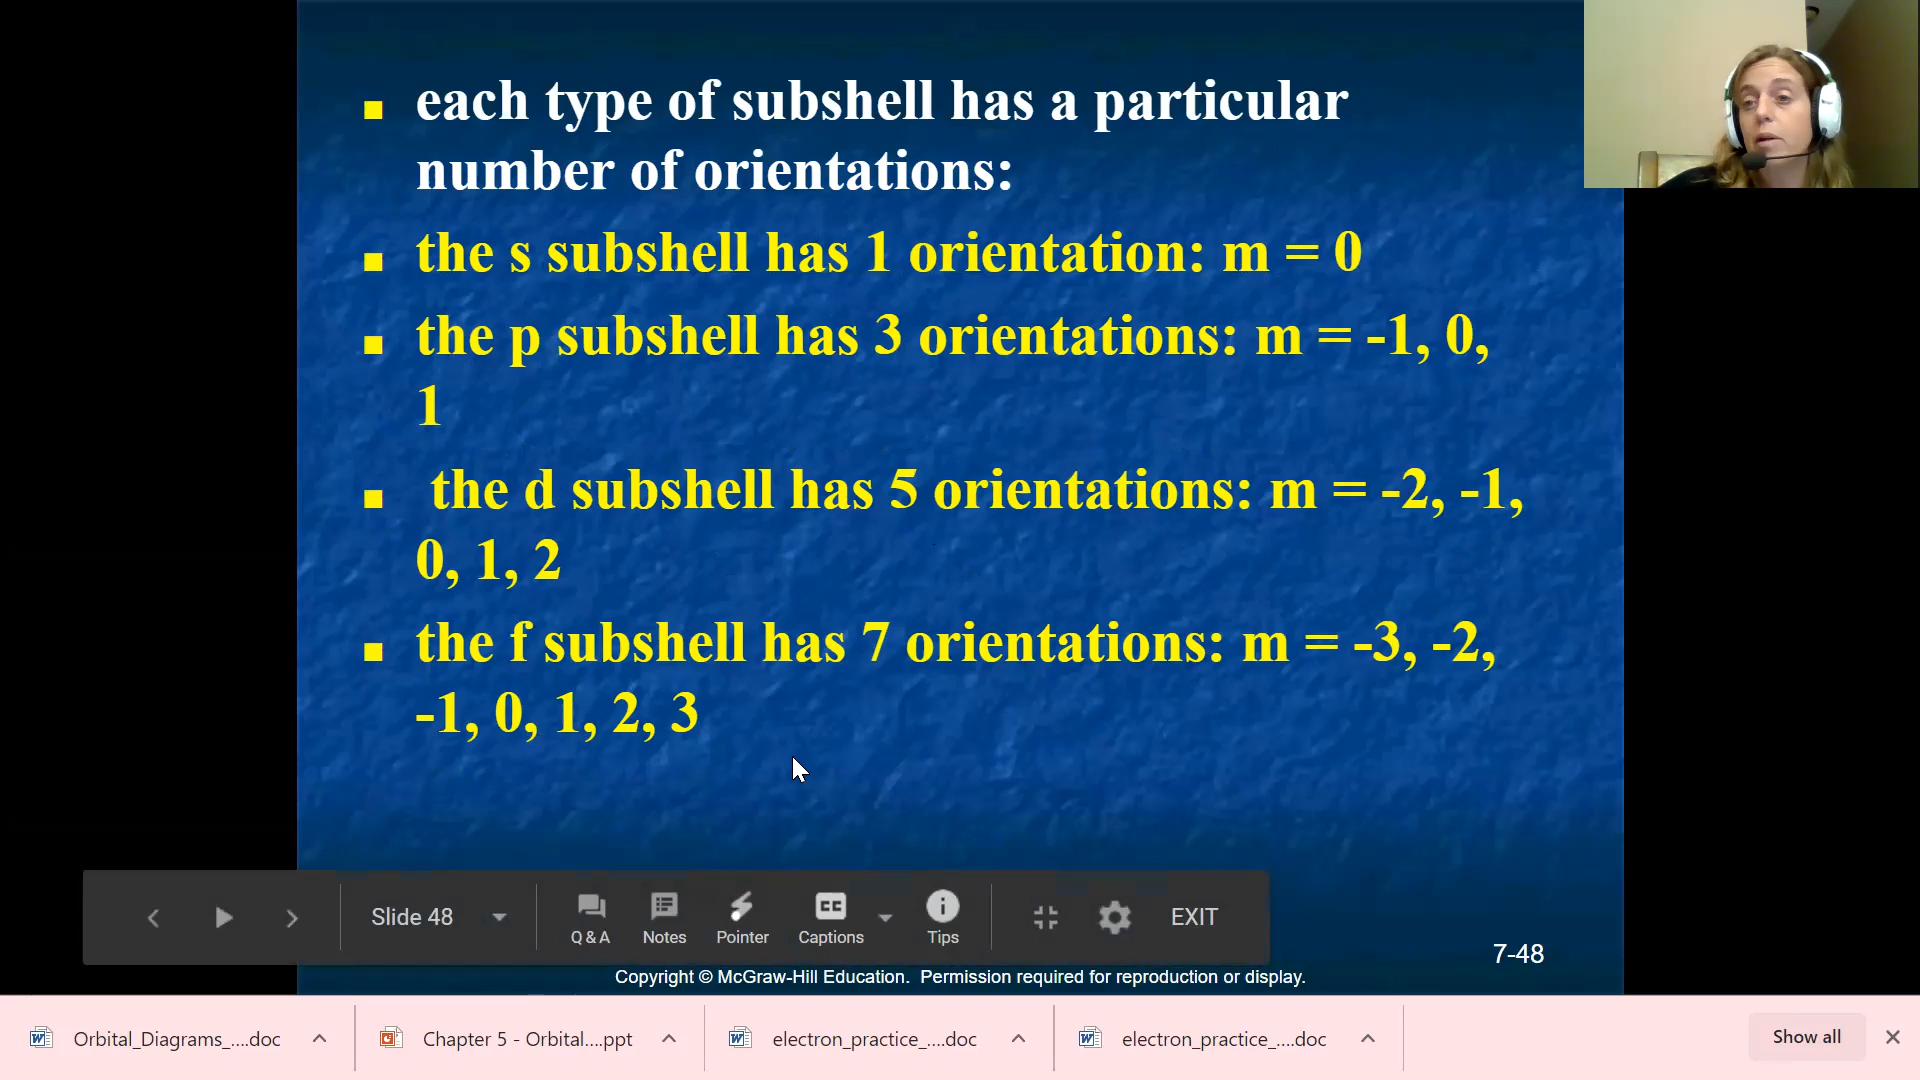 each type of subshell has a particular
number of orientations:
the s subshell has 1 orientation: m = 0
the p subshell has 3 orientations: m = -1, 0,
1
the d subshell has 5 orientations: m = -2, -1,
0, 1, 2
the f subshell has 7 orientations: m = -3, -2,
-1, 0, 1, 2, 3
Slide 48
Q & A
Notes
Pointer
CC
Captions
Tips
EXIT
7-48
Copyright © McGraw-Hill Education. Permission required for reproduction or display.
Orbital_Diagrams_....doc
Chapter 5 - Orbital....ppt
electron_practice_....doc
electron_practice_....doc
Show all